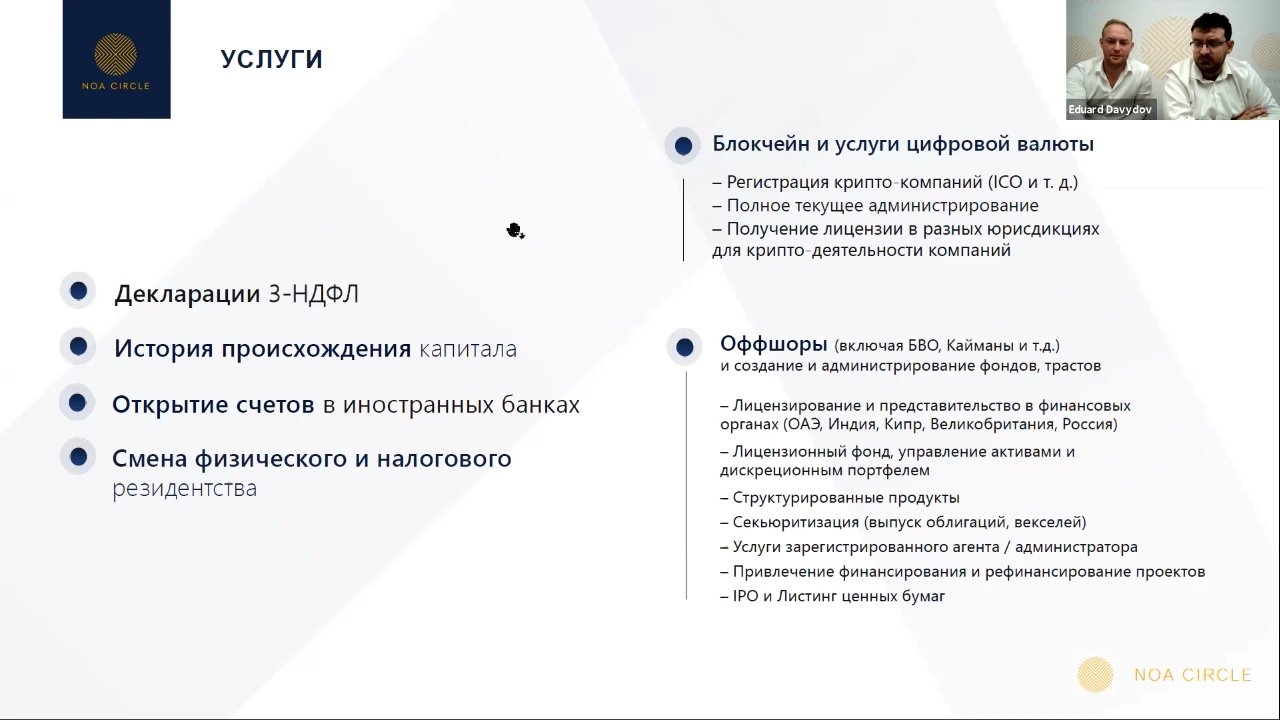 NOA CIRCLE
УСЛУГИ
Eduard Davydov
Декларации 3-НДФЛ
История происхождения капитала
Открытие счетов в иностранных банках
Смена физического и налогового
резидентства
Блокчейн и услуги цифровой валюты
– Регистрация крипто-компаний (ICO и т. д.)
– Полное текущее администрирование
– Получение лицензии в разных юрисдикциях
для крипто-деятельности компаний
Оффшоры (включая БВО, Кайманы и т.д.)
и создание и администрирование фондов, трастов
– Лицензирование и представительство в финансовых
органах (ОАЭ, Индия, Кипр, Великобритания, Россия)
– Лицензионный фонд, управление активами и
дискреционным портфелем
– Структурированные продукты
– Секьюритизация (выпуск облигаций, векселей)
– Услуги зарегистрированного агента / администратора
– Привлечение финансирования и рефинансирование проектов
– IPO и Листинг ценных бумаг
NOA CIRCLE